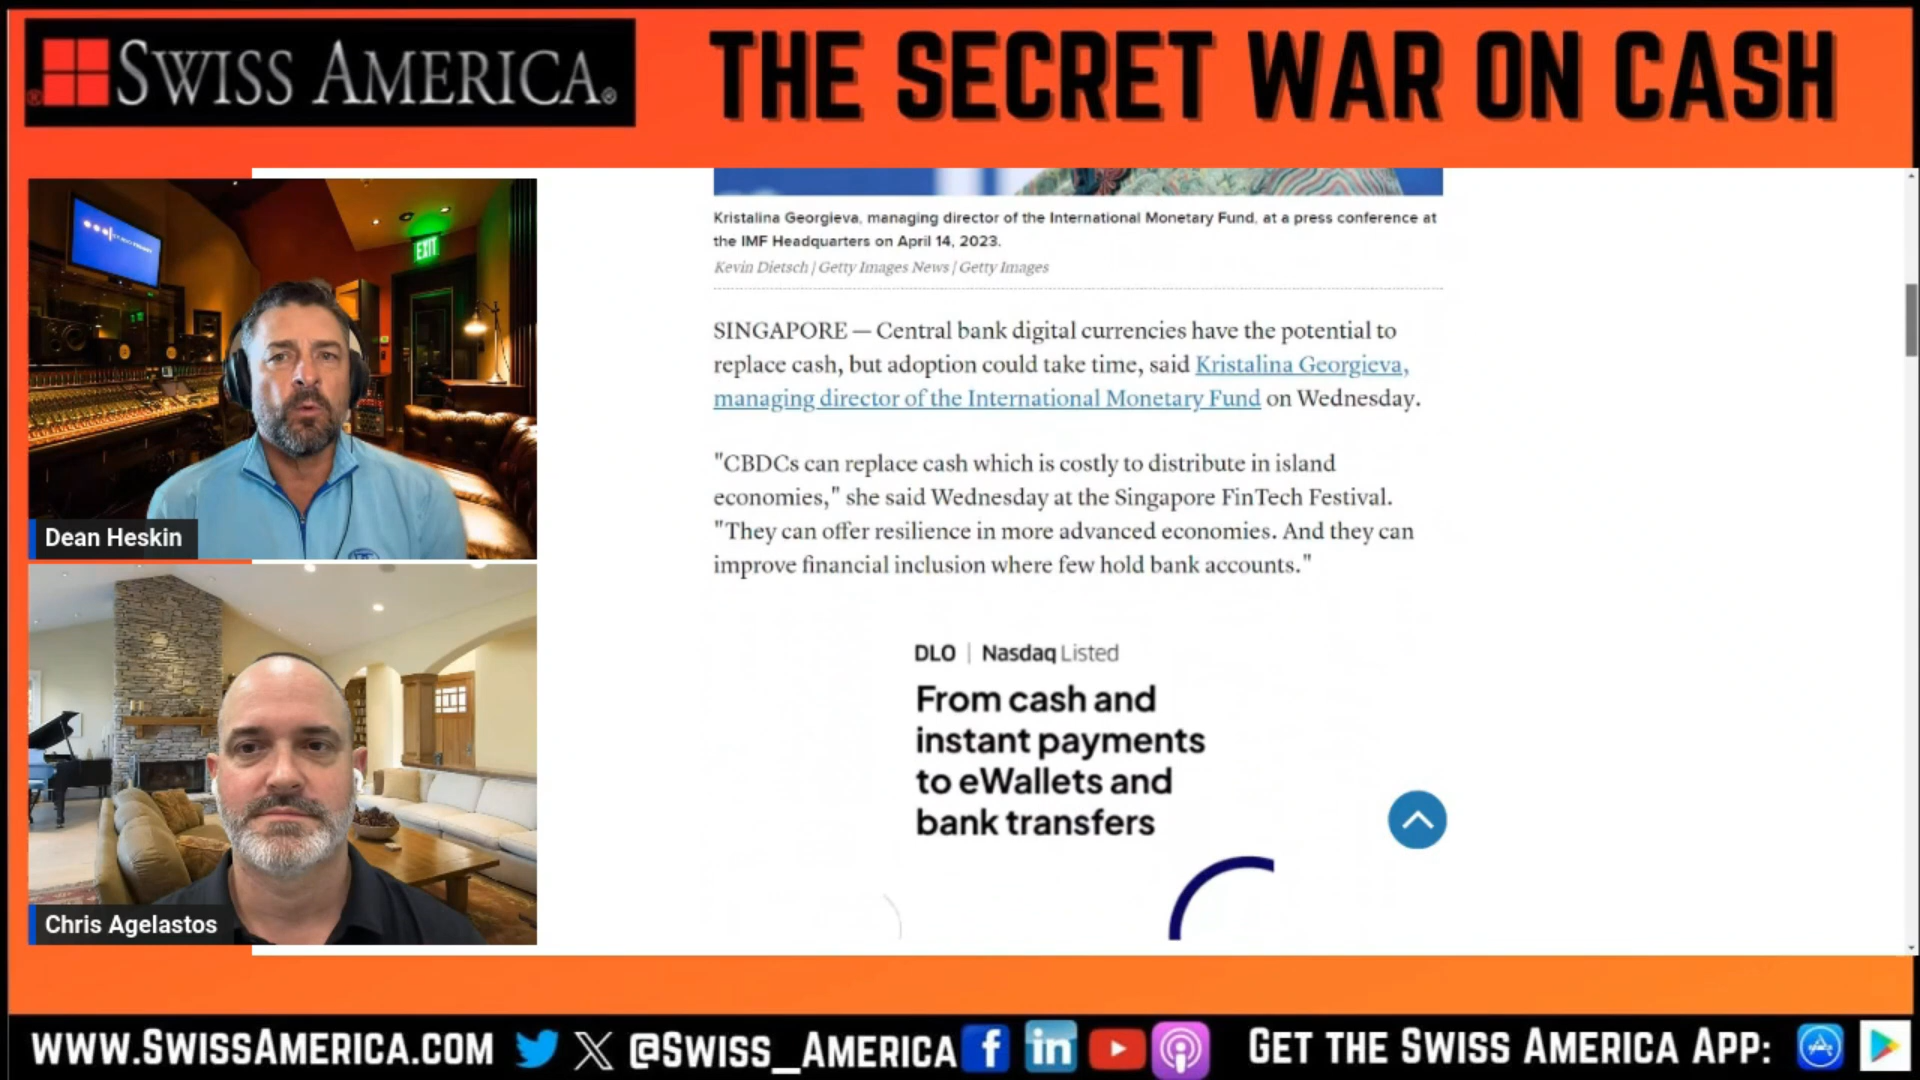 SWISS AMERICA®
THE SECRET WAR ON CASH
EXIT
Dean Heskin
Chris Agelastos
Kristalina Georgieva, managing director of the International Monetary Fund, at a press conference at
the IMF Headquarters on April 14, 2023.
Kevin Dietsch | Getty Images News | Getty Images
SINGAPORE — Central bank digital currencies have the potential to
replace cash, but adoption could take time, said Kristalina Georgieva,
managing director of the International Monetary Fund on Wednesday.
"CBDCs can replace cash which is costly to distribute in island
economies," she said Wednesday at the Singapore FinTech Festival.
"They can offer resilience in more advanced economies. And they can
improve financial inclusion where few hold bank accounts."
DLO | Nasdaq Listed
From cash and
instant payments
to eWallets and
bank transfers
WWW.SWISSAMERICA.COM @SWISS_AMERICA GET THE SWISS AMERICA APP: